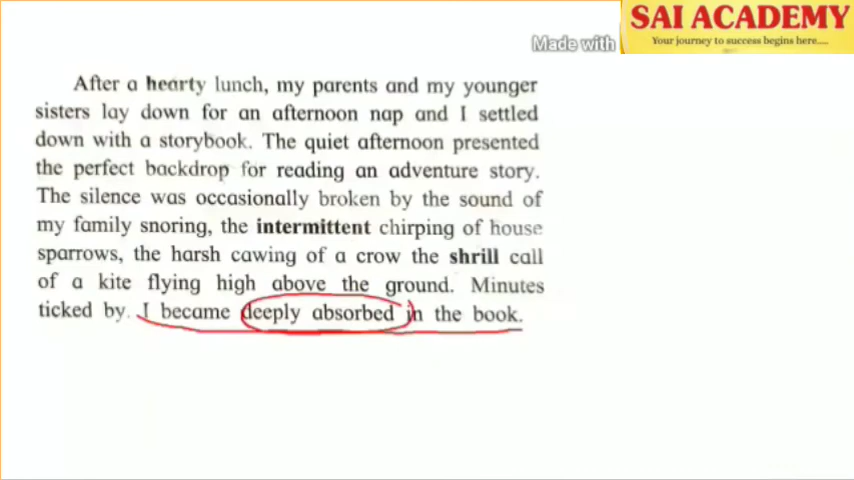 Made with
SAI ACADEMY
Your journey to success begins here....
After a hearty lunch, my parents and my younger
sisters lay down for an afternoon nap and I settled
down with a storybook. The quiet afternoon presented
the perfect backdrop for reading an adventure story.
The silence was occasionally broken by the sound of
my family snoring, the intermittent chirping of house
sparrows, the harsh cawing of a crow the shrill call
of a kite flying high above the ground. Minutes
ticked by. I became deeply absorbed in the book.